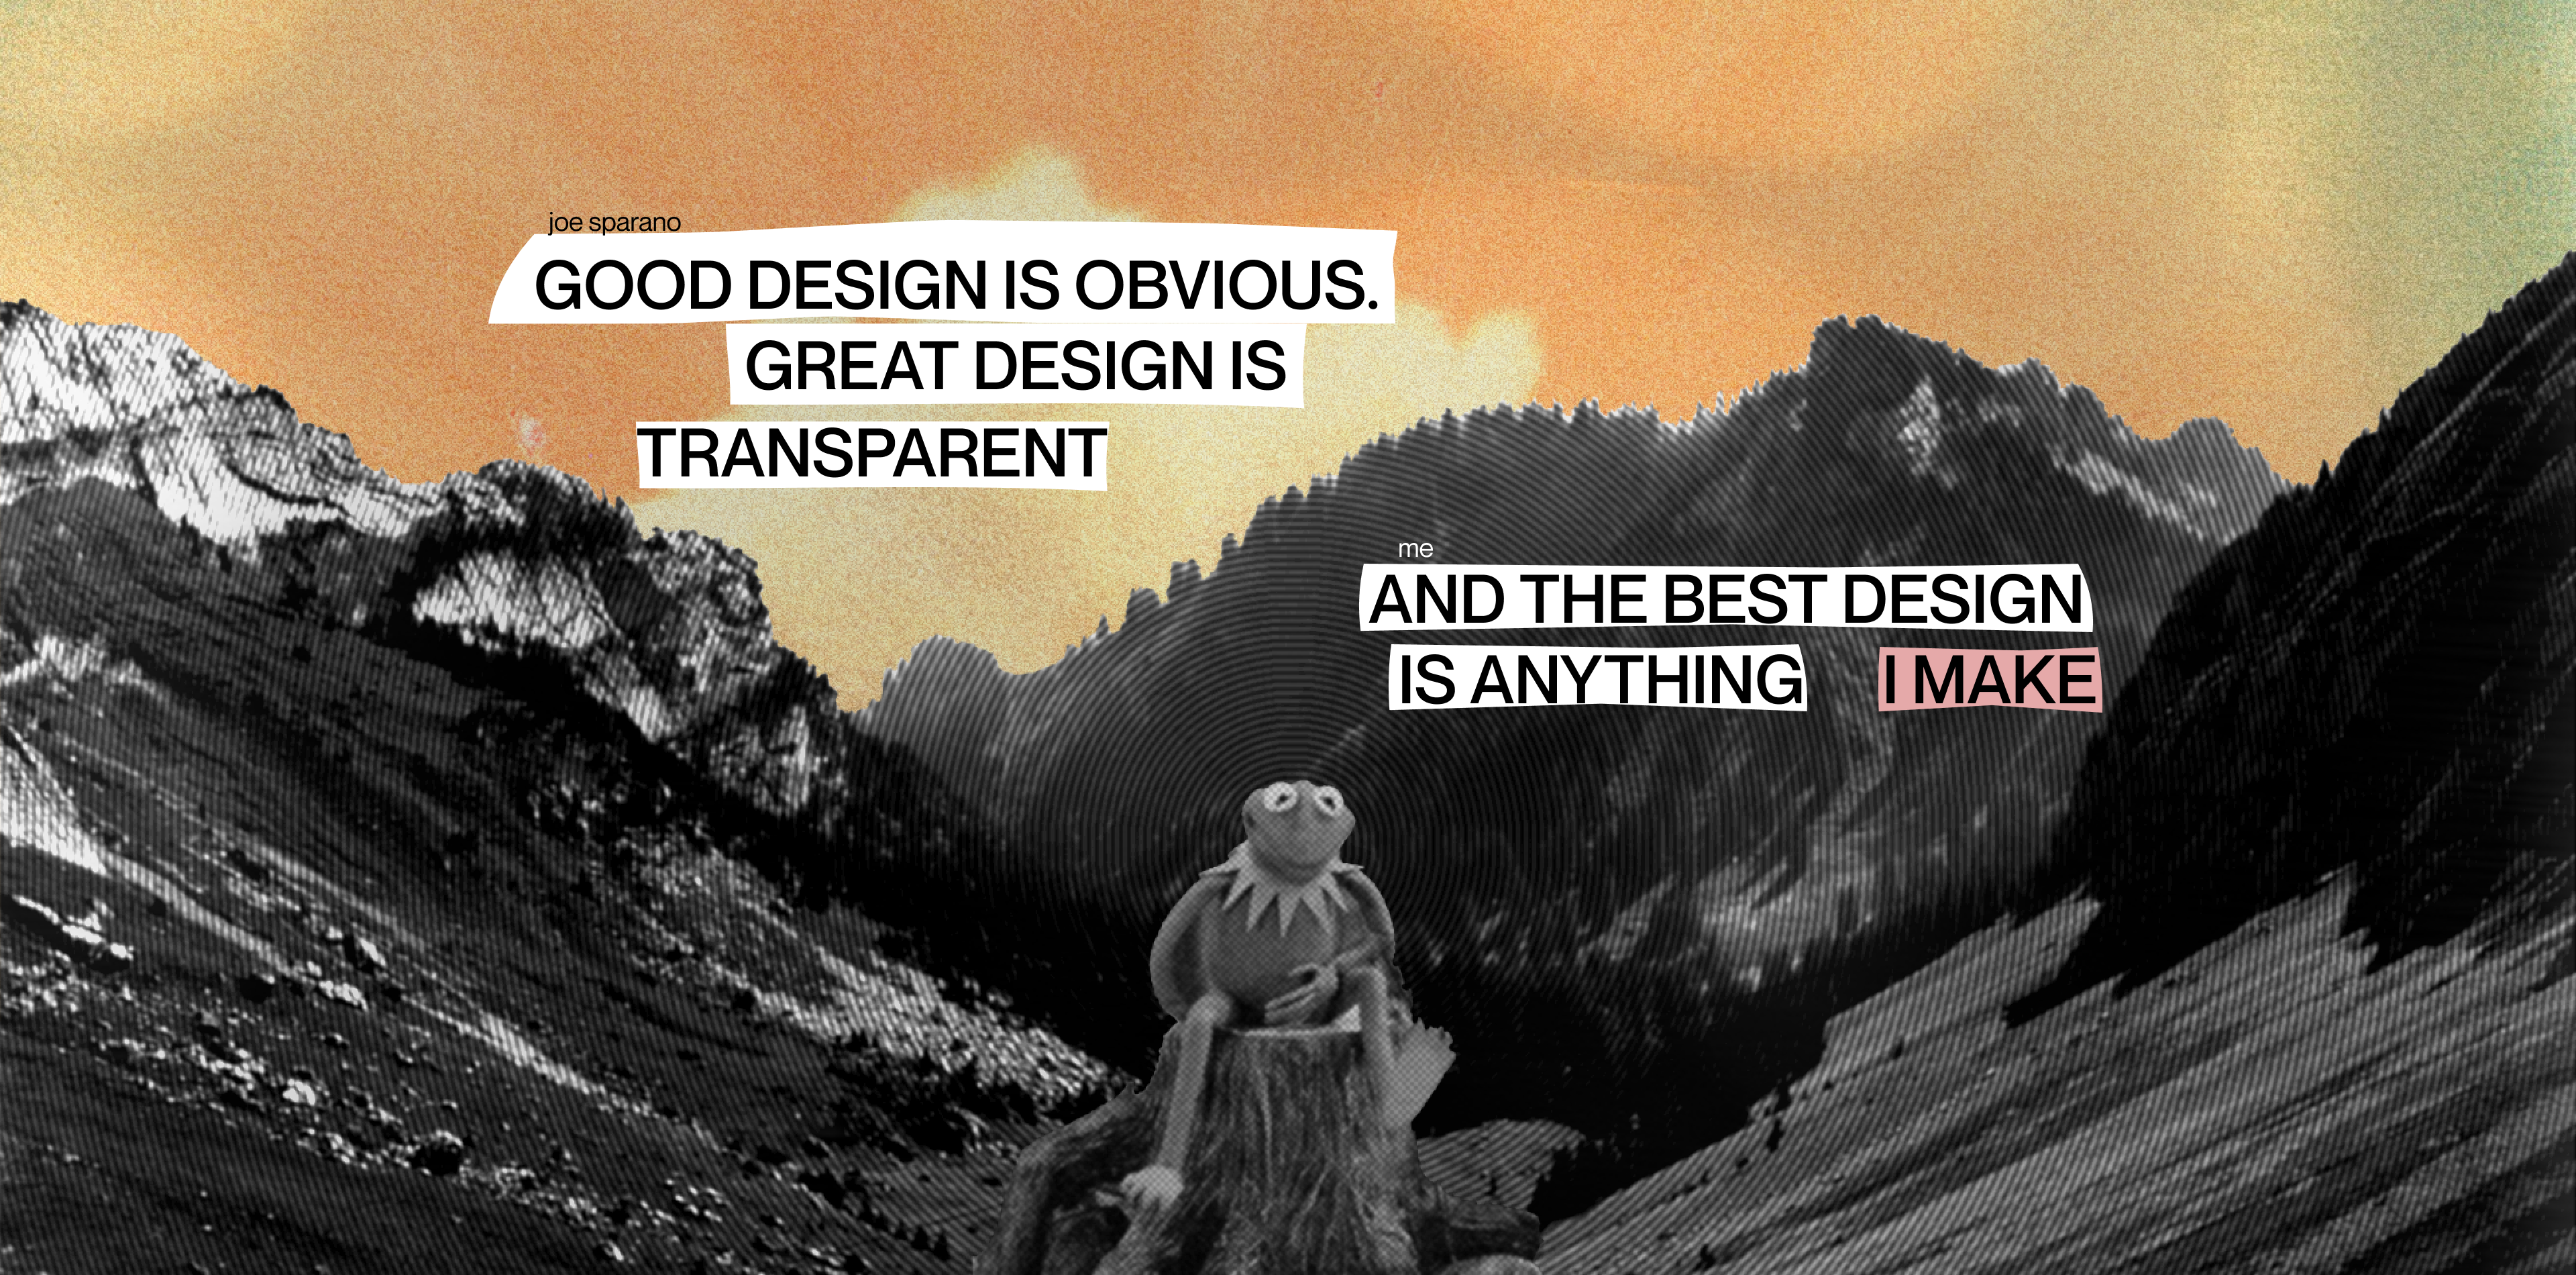 joe sparano
GOOD DESIGN IS OBVIOUS.
GREAT DESIGN IS
TRANSPARENT
me
AND THE BEST DESIGN
IS ANYTHING I MAKE